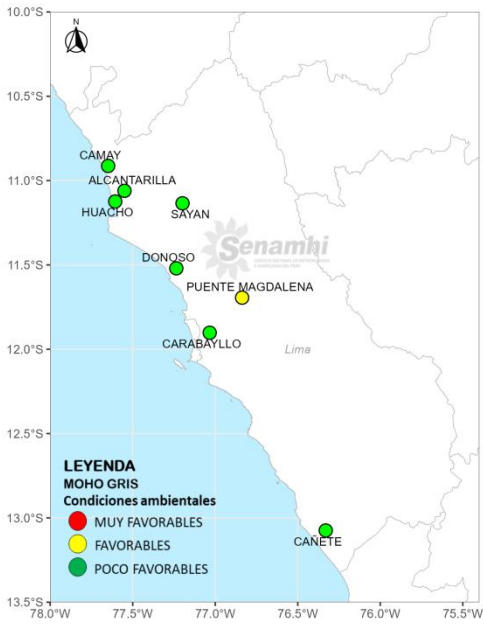 10.0°S
N
10.5°S
CAMAY
11.0°S
ALCANTARILLA
HUACHO
SAYAN
Senamhi
DONOSO
11.5°S
PUENTE MAGDALENA
12.0°S
CARABAYLLO
Lima
12.5°S
LEYENDA
MOHO GRIS
Condiciones ambientales
MUY FAVORABLES
FAVORABLES
POCO FAVORABLES
13.0°S
CAÑETE
13.5°S
78.0°W 77.5°W 77.0°W 76.5°W 76.0°W 75.5°W